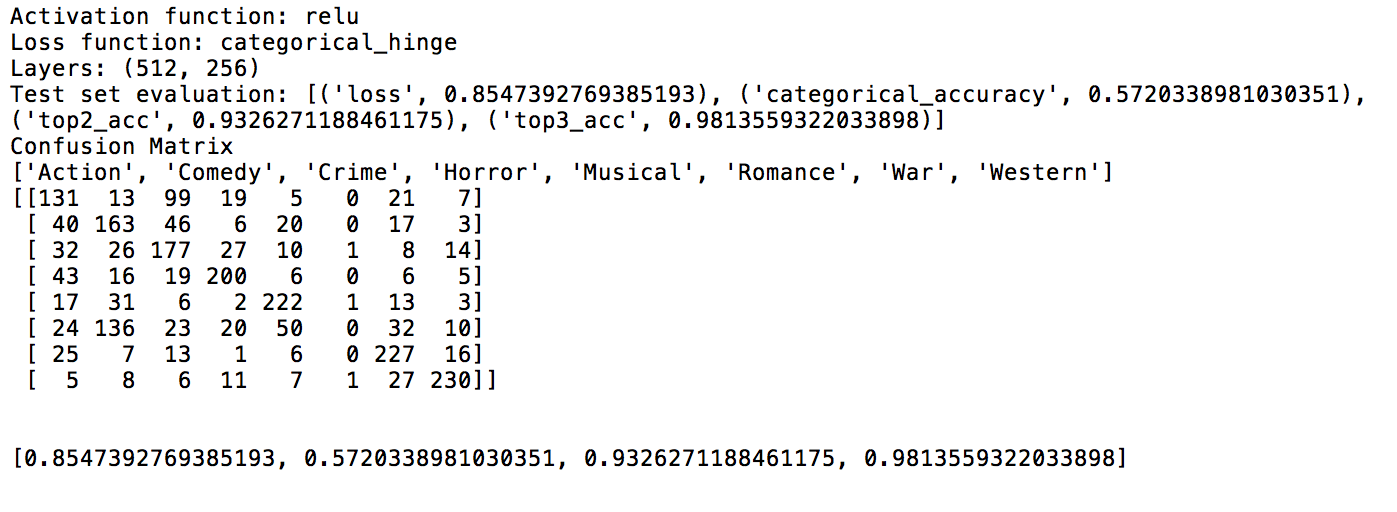 Activation function: relu
Loss function: categorical_hinge
Layers: (512, 256)
Test set evaluation: [('loss', 0.8547392769385193), ('categorical_accuracy', 0.5720338981030351),
('top2_acc', 0.9326271188461175), ('top3_acc', 0.9813559322033898)]
Confusion Matrix
['Action', 'Comedy', 'Crime', 'Horror', 'Musical', 'Romance', 'War', 'Western']
[[131  13  99  19   5   0  21   7]
 [ 40 163  46   6  20   0  17   3]
 [ 32  26 177  27  10   1   8  14]
 [ 43  16  19 200   6   0   6   5]
 [ 17  31   6   2 222   1  13   3]
 [ 24 136  23  20  50   0  32  10]
 [ 25   7  13   1   6   0 227  16]
 [  5   8   6  11   7   1  27 230]]
[0.8547392769385193, 0.5720338981030351, 0.9326271188461175, 0.9813559322033898]